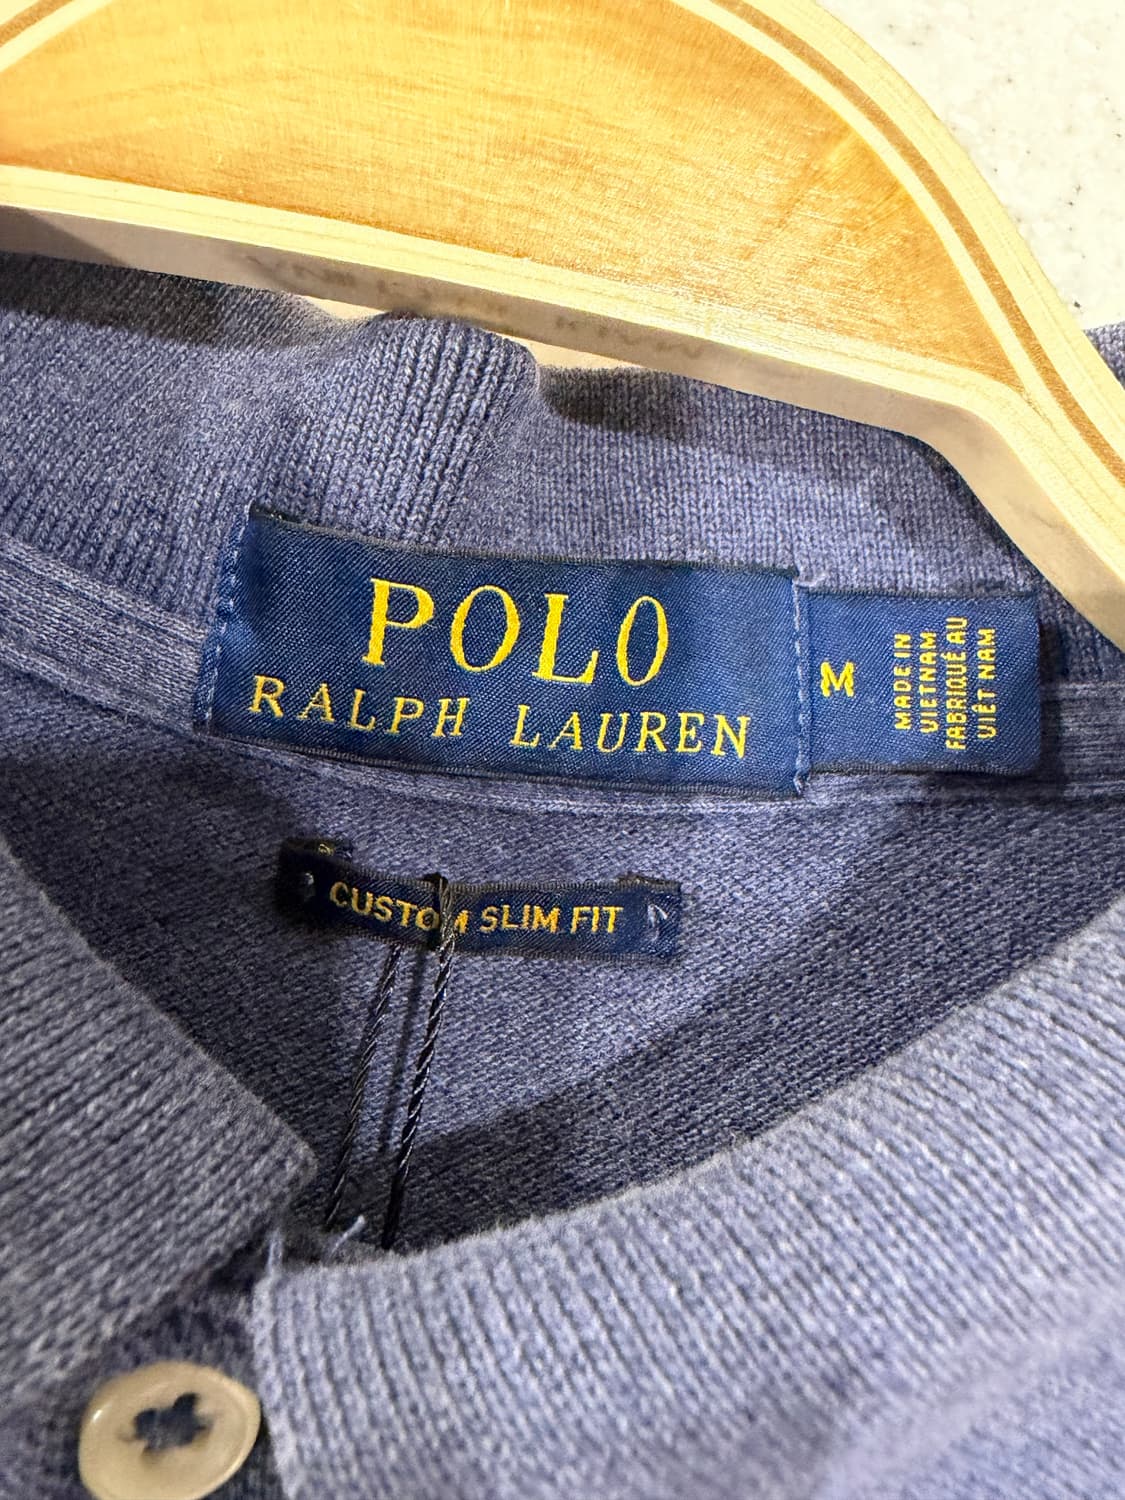 POLO
RALPH LAUREN
M
MADE IN
VIETNAM
FABRIQUÉ AU
VIÊT NAM
CUSTOM SLIM FIT